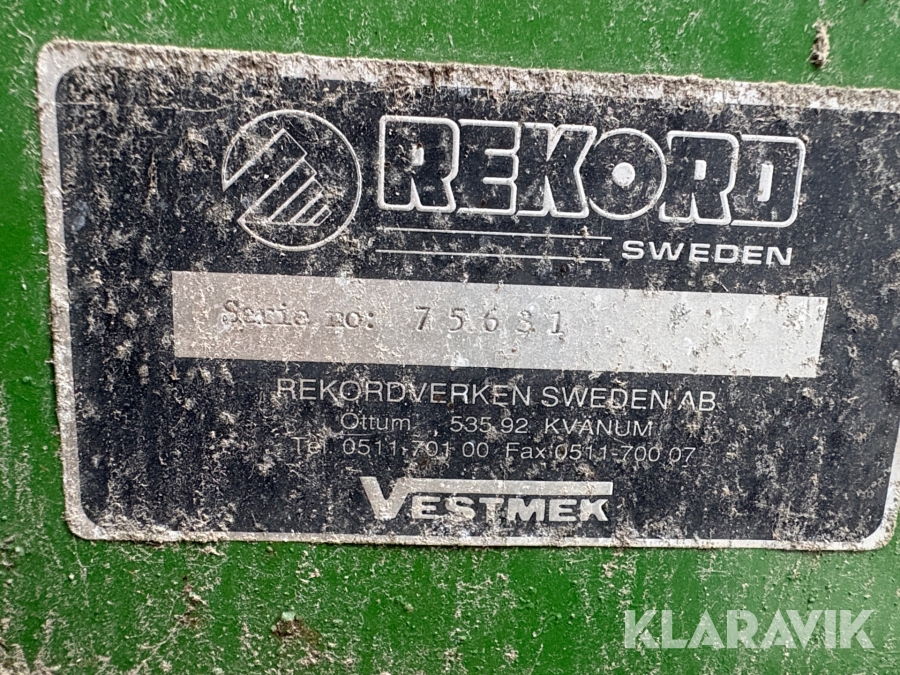 REKORD
SWEDEN
Serie no: 75631
REKORDVERKEN SWEDEN AB
Ottum 535 92 KVÄNUM
Tel 0511-701 00 Fax 0511-700 07
VESTMEK
KLARAVIK